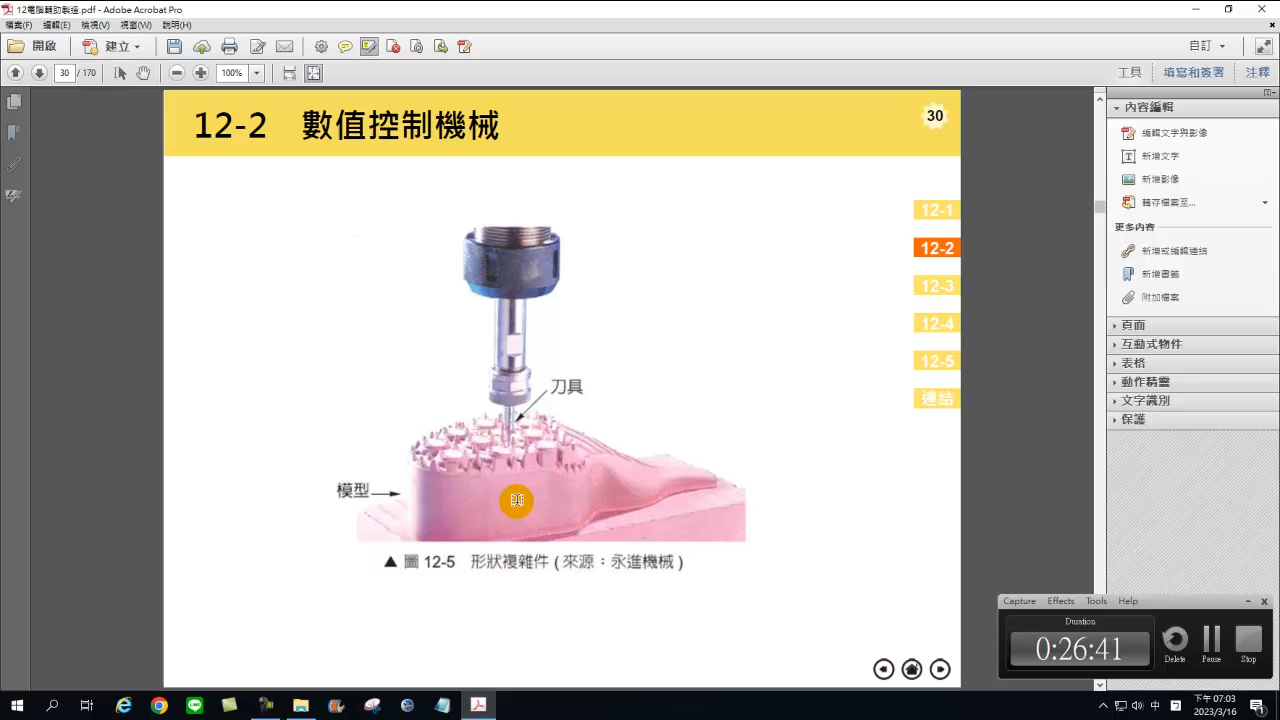 12電腦輔助製造.pdf - Adobe Acrobat Pro
檔案(F) 編輯(E) 檢視(V) 視窗(W) 說明(H)
開啟 建立 自訂
30 / 170 100% 工具 填寫和簽署 注釋
12-2 數值控制機械
30
12-1
12-2
12-3
12-4
12-5
連結
刀具
模型
▲ 圖 12-5 形狀複雜件 ( 來源：永進機械 )
內容編輯
編輯文字與影像
新增文字
新增影像
轉存檔案至...
更多內容
新增或編輯連結
新增書籤
附加檔案
頁面
互動式物件
表格
動作精靈
文字識別
保護
Capture Effects Tools Help
Duration
0:26:41
Delete Pause Stop
中 下午 07:03
2023/3/16